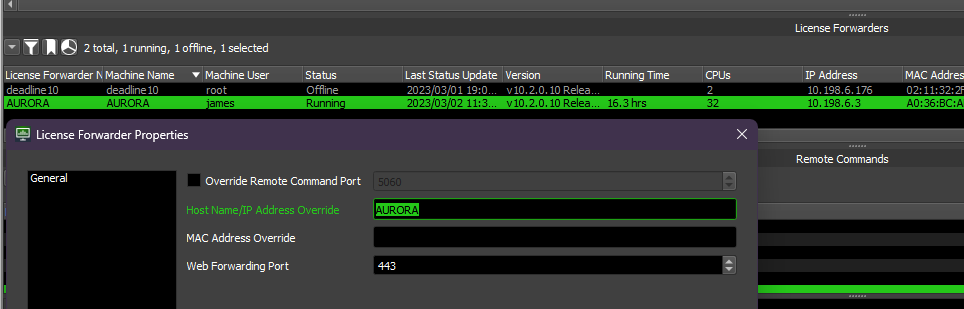 License Forwarders
2 total, 1 running, 1 offline, 1 selected
License Forwarder N Machine Name Machine User Status Last Status Update Version Running Time CPUs IP Address MAC Addre
deadline10 deadline10 root Offline 2023/03/01 19:0... v10.2.0.10 Relea... 2 10.198.6.176 02:11:32:2F
AURORA AURORA james Running 2023/03/02 11:3... v10.2.0.10 Relea... 16.3 hrs 32 10.198.6.3 A0:36:BC:A
License Forwarder Properties
Remote Commands
General
Override Remote Command Port 5060
Host Name/IP Address Override AURORA
MAC Address Override
Web Forwarding Port 443